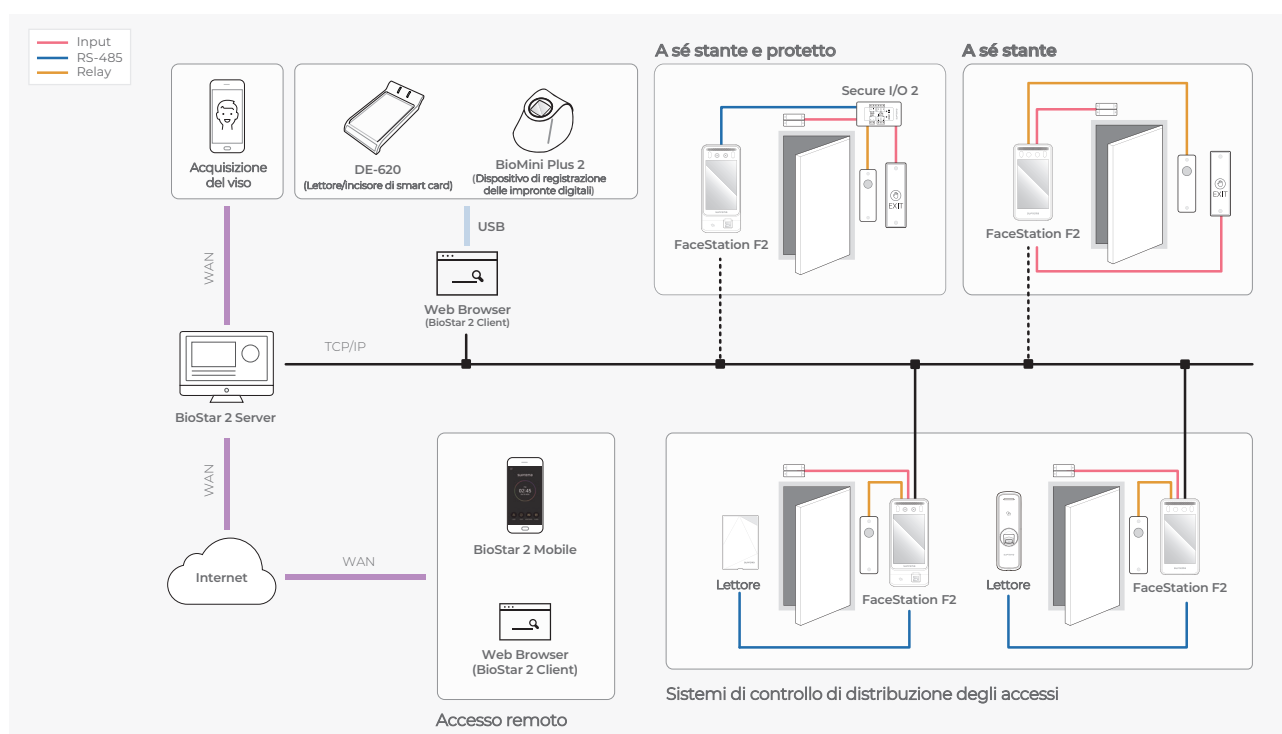 Input
RS-485
Relay
Acquisizione
del viso
DE-620
(Lettore/Incisore di smart card)
BioMini Plus 2
(Dispositivo di registrazione
delle impronte digitali)
USB
Web Browser
(BioStar 2 Client)
WAN
BioStar 2 Server
TCP/IP
A sé stante e protetto
Secure I/O 2
EXIT
FaceStation F2
A sé stante
EXIT
FaceStation F2
WAN
Internet
WAN
02:45
BioStar 2 Mobile
Web Browser
(BioStar 2 Client)
Accesso remoto
Lettore
FaceStation F2
Lettore
FaceStation F2
Sistemi di controllo di distribuzione degli accessi